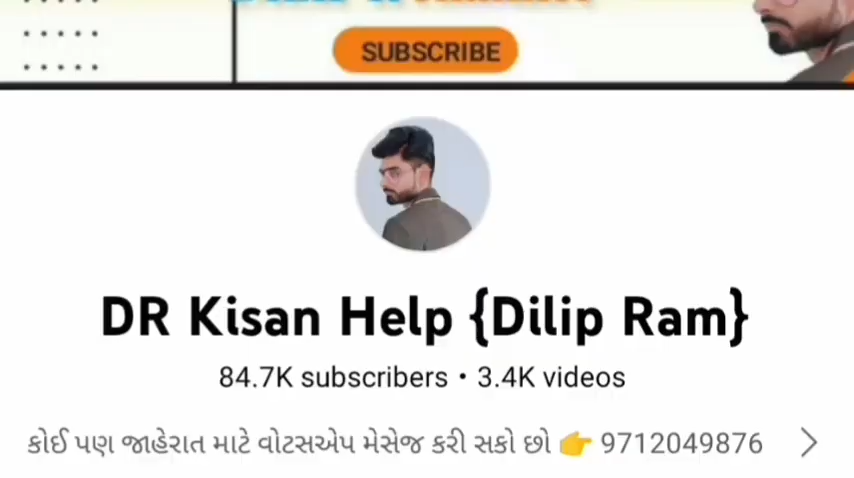 SUBSCRIBE
DR Kisan Help {Dilip Ram}
84.7K subscribers • 3.4K videos
કોઈ પણ જાહેરાત માટે વોટસએપ મેસેજ કરી સકો છો 👉 9712049876